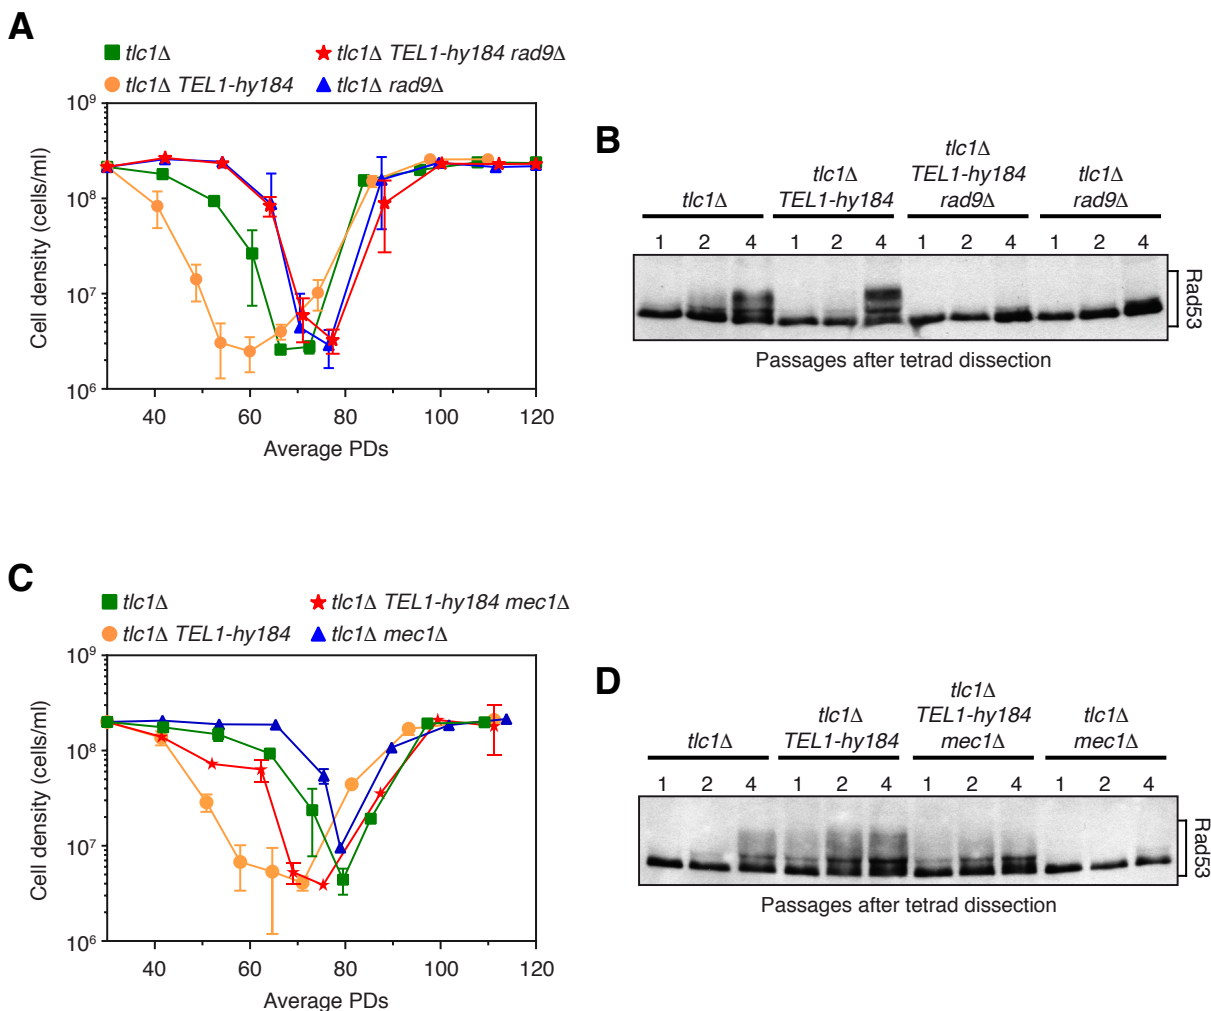 A
tlc1Δ
tlc1Δ TEL1-hy184 rad9Δ
tlc1Δ TEL1-hy184
tlc1Δ rad9Δ
10⁹
10⁸
10⁷
10⁶
Cell density (cells/ml)
40 60 80 100 120
Average PDs
B
tlc1Δ
tlc1Δ
TEL1-hy184
tlc1Δ
TEL1-hy184
rad9Δ
tlc1Δ
rad9Δ
1 2 4 1 2 4 1 2 4 1 2 4
Rad53
Passages after tetrad dissection
C
tlc1Δ
tlc1Δ TEL1-hy184 mec1Δ
tlc1Δ TEL1-hy184
tlc1Δ mec1Δ
10⁹
10⁸
10⁷
10⁶
Cell density (cells/ml)
40 60 80 100 120
Average PDs
D
tlc1Δ
tlc1Δ
TEL1-hy184
tlc1Δ
TEL1-hy184
mec1Δ
tlc1Δ
mec1Δ
1 2 4 1 2 4 1 2 4 1 2 4
Rad53
Passages after tetrad dissection